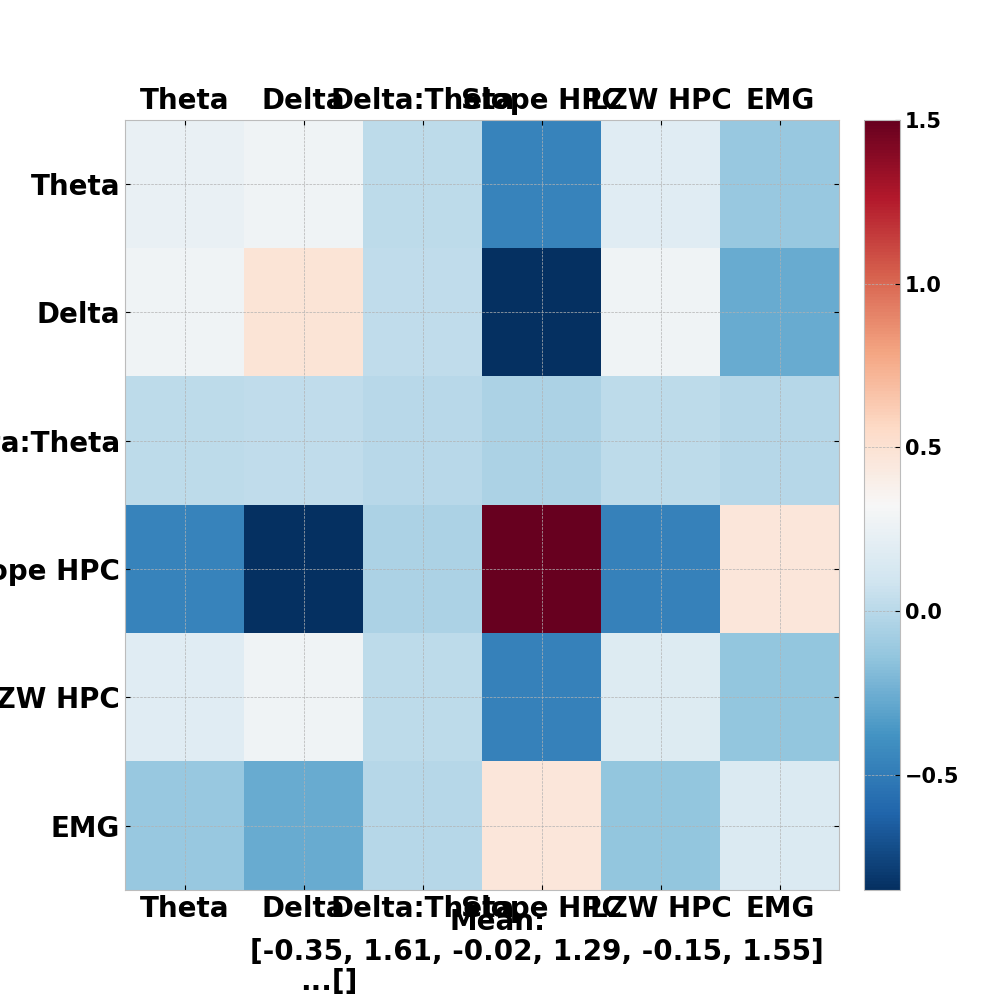 Theta Delta Delta:Theta Slope HPC LZW HPC EMG
1.5
Theta
1.0
Delta
0.5
a:Theta
0.0
ope HPC
ZW HPC
−0.5
EMG
Theta Delta Delta:Theta Slope HPC LZW HPC EMG
Mean:
[-0.35, 1.61, -0.02, 1.29, -0.15, 1.55]
...[]